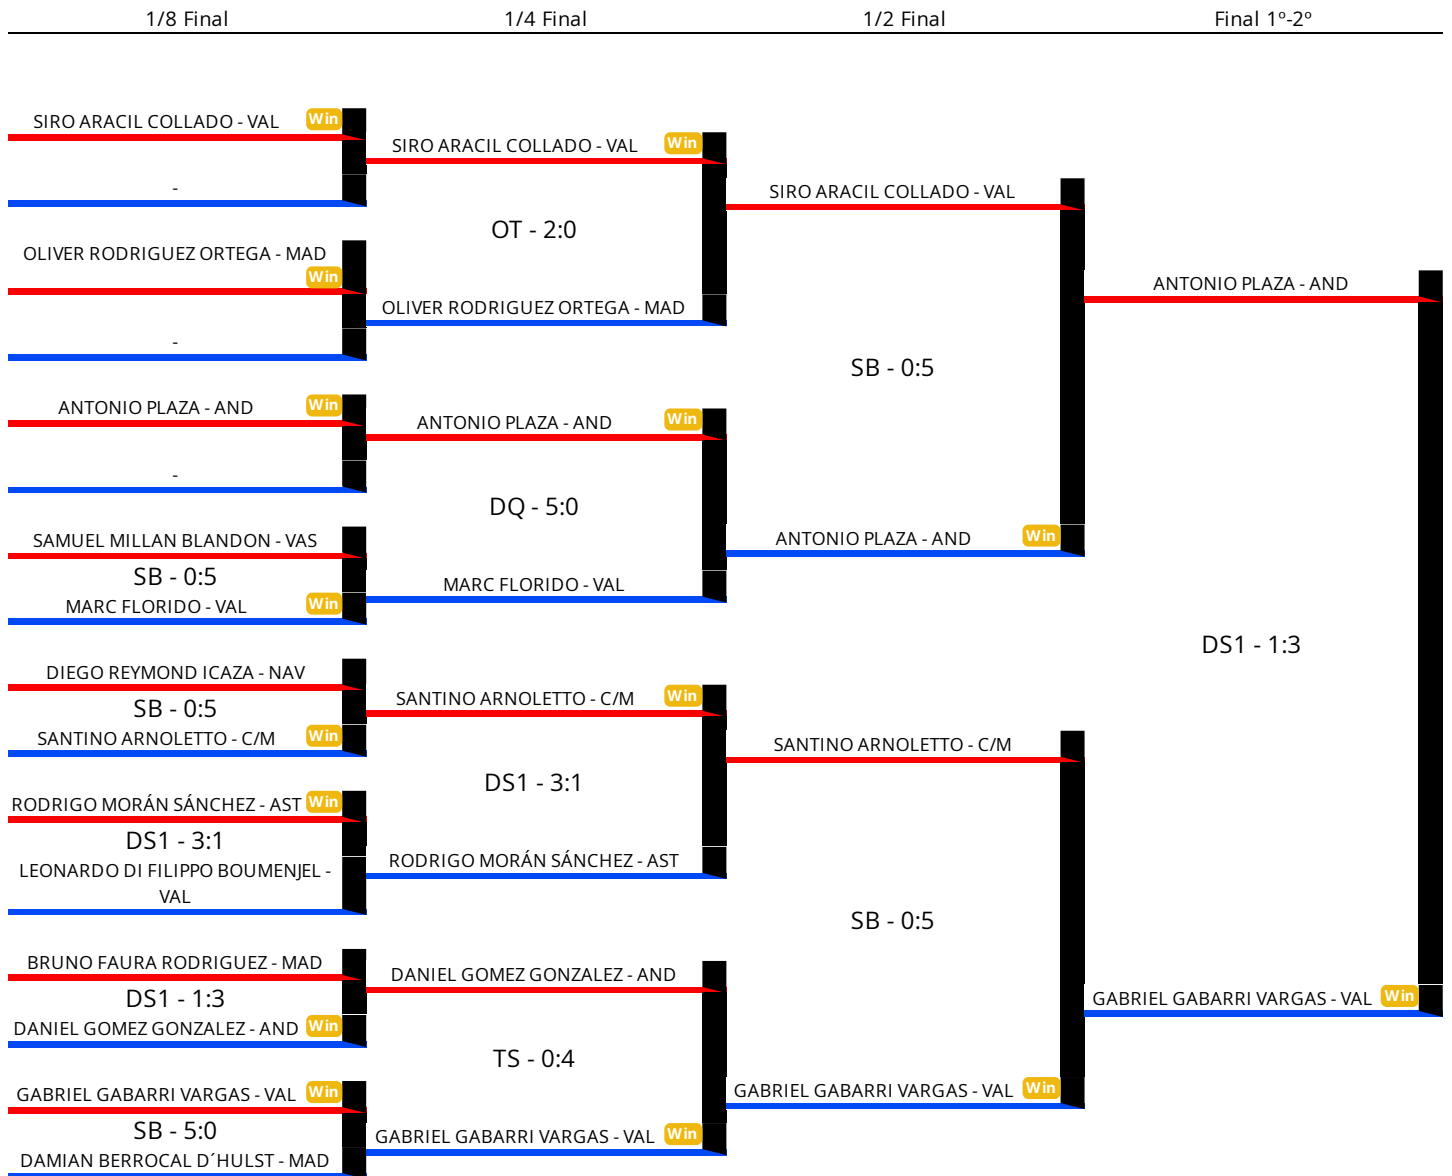 1/8 Final
1/4 Final
1/2 Final
Final 1º-2º
SIRO ARACIL COLLADO - VAL
Win
-
OLIVER RODRIGUEZ ORTEGA - MAD
Win
-
ANTONIO PLAZA - AND
Win
-
SAMUEL MILLAN BLANDON - VAS
SB - 0:5
MARC FLORIDO - VAL
Win
DIEGO REYMOND ICAZA - NAV
SB - 0:5
SANTINO ARNOLETTO - C/M
Win
RODRIGO MORÁN SÁNCHEZ - AST
Win
DS1 - 3:1
LEONARDO DI FILIPPO BOUMENJEL -
VAL
BRUNO FAURA RODRIGUEZ - MAD
DS1 - 1:3
DANIEL GOMEZ GONZALEZ - AND
Win
GABRIEL GABARRI VARGAS - VAL
Win
SB - 5:0
DAMIAN BERROCAL D´HULST - MAD
SIRO ARACIL COLLADO - VAL
Win
OT - 2:0
OLIVER RODRIGUEZ ORTEGA - MAD
ANTONIO PLAZA - AND
Win
DQ - 5:0
MARC FLORIDO - VAL
SANTINO ARNOLETTO - C/M
Win
DS1 - 3:1
RODRIGO MORÁN SÁNCHEZ - AST
DANIEL GOMEZ GONZALEZ - AND
TS - 0:4
GABRIEL GABARRI VARGAS - VAL
Win
SIRO ARACIL COLLADO - VAL
SB - 0:5
ANTONIO PLAZA - AND
Win
SANTINO ARNOLETTO - C/M
SB - 0:5
GABRIEL GABARRI VARGAS - VAL
Win
ANTONIO PLAZA - AND
DS1 - 1:3
GABRIEL GABARRI VARGAS - VAL
Win